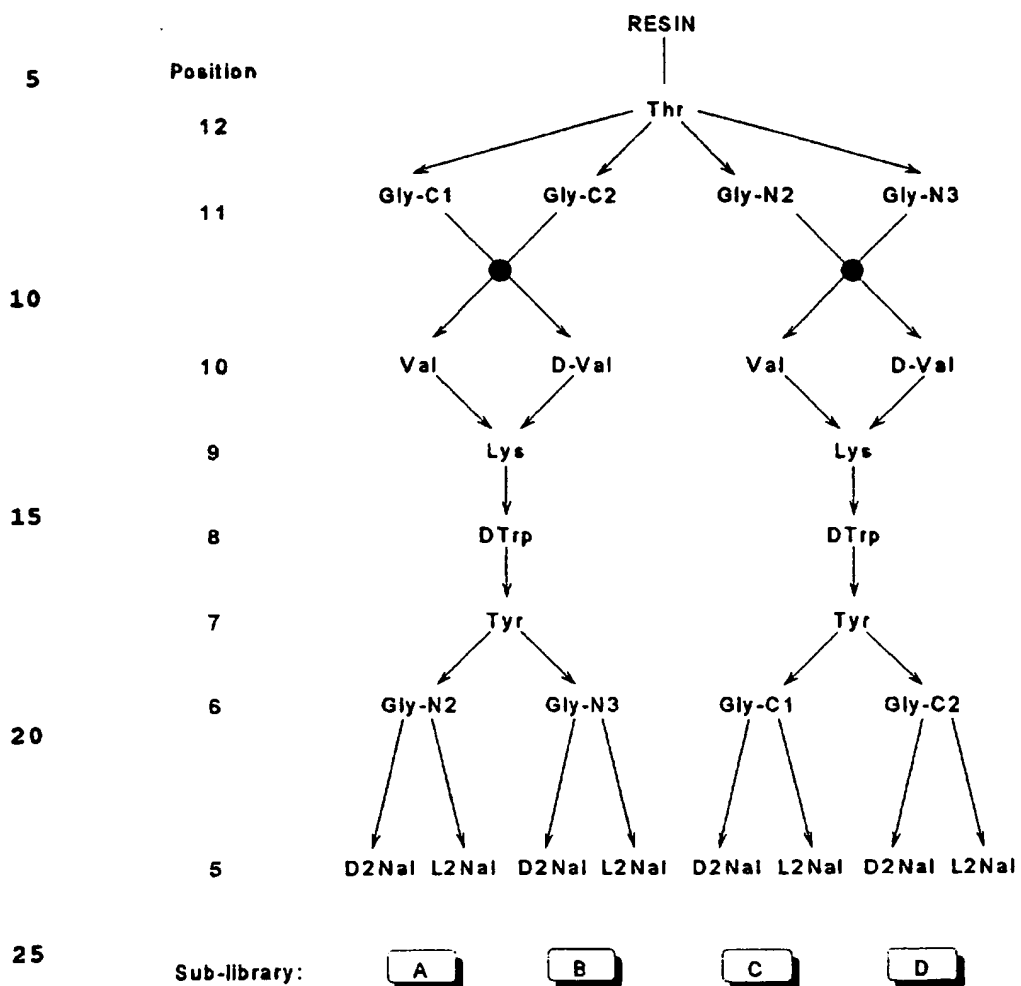 RESIN
5
Position
12 Thr
11 Gly-C1 Gly-C2 Gly-N2 Gly-N3
10
10 Val D-Val Val D-Val
9 Lys Lys
15
8 DTrp DTrp
7 Tyr Tyr
6 Gly-N2 Gly-N3 Gly-C1 Gly-C2
20
5 D2Nal L2Nal D2Nal L2Nal D2Nal L2Nal D2Nal L2Nal
25
Sub-library: A B C D